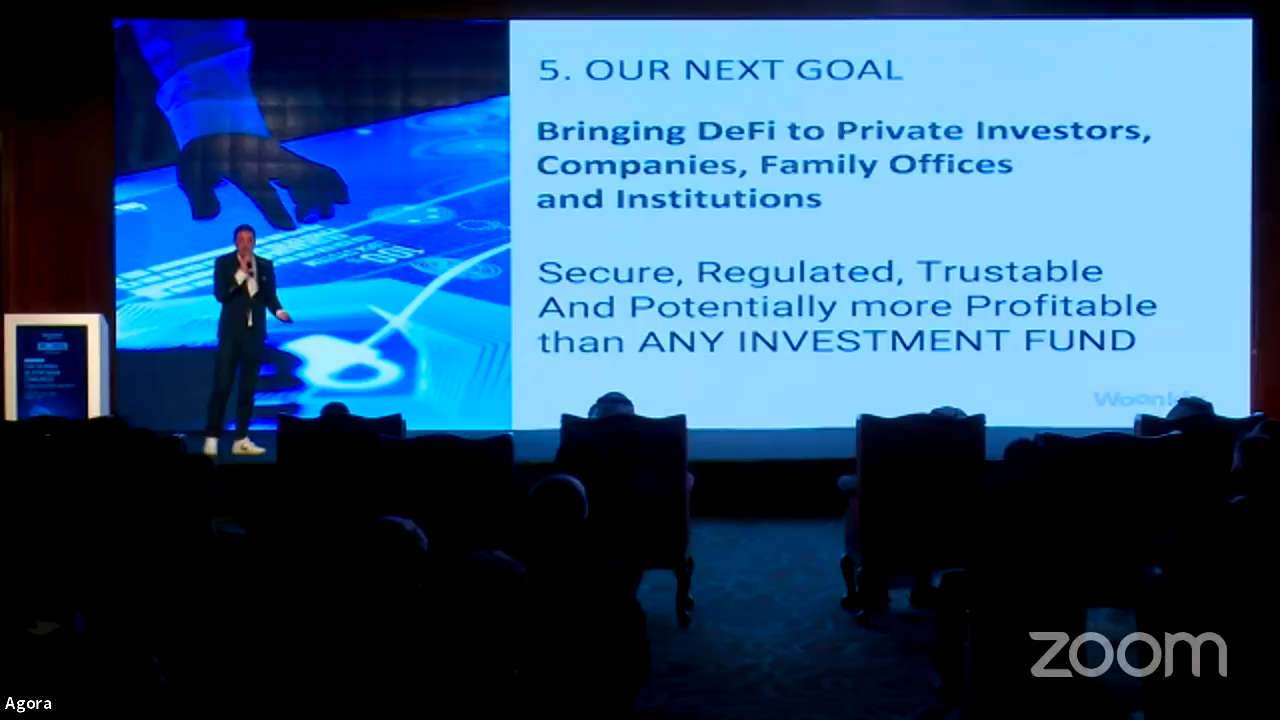 5. OUR NEXT GOAL
Bringing DeFi to Private Investors,
Companies, Family Offices
and Institutions
Secure, Regulated, Trustable
And Potentially more Profitable
than ANY INVESTMENT FUND
001
zoom
Agora